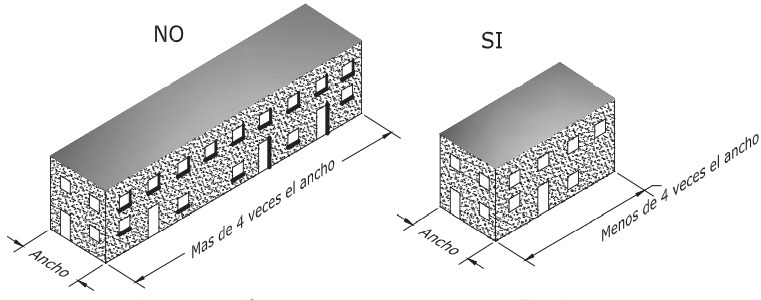 NO
SI
Mas de 4 veces el ancho
Ancho
Menos de 4 veces el ancho
Ancho